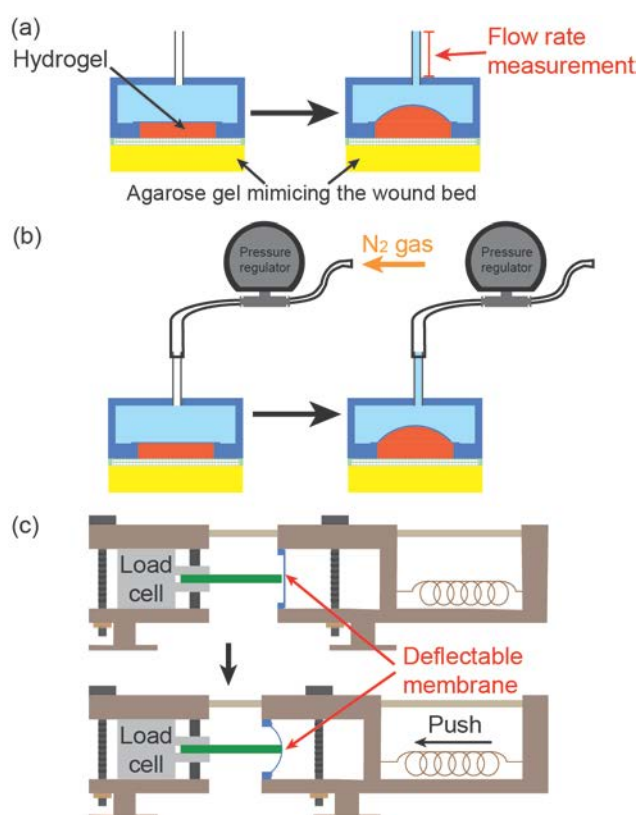 (a)
Hydrogel
Flow rate
measurement
Agarose gel mimicing the wound bed
(b)
Pressure
regulator
N2 gas
Pressure
regulator
(c)
Load
cell
Deflectable
membrane
Load
cell
Push